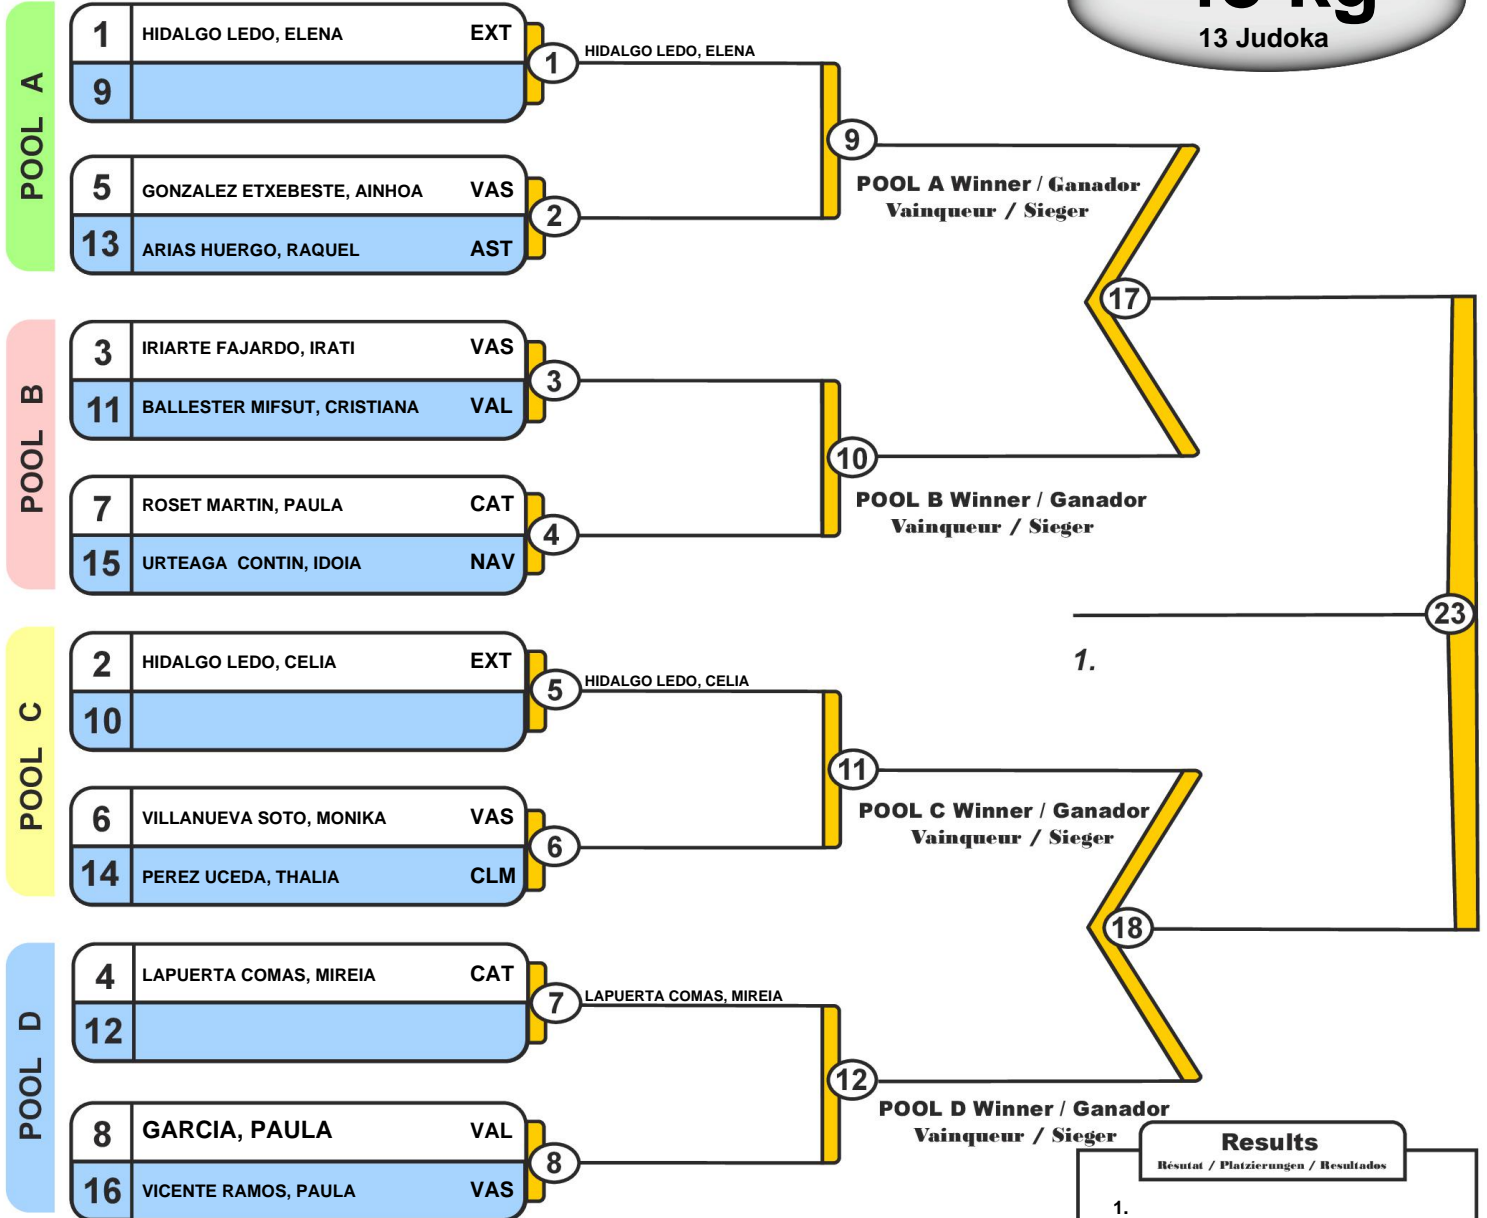 13 Judoka
POOL A
1 HIDALGO LEDO, ELENA EXT
9
1
HIDALGO LEDO, ELENA
5 GONZALEZ ETXEBESTE, AINHOA VAS
13 ARIAS HUERGO, RAQUEL AST
2
9
POOL A Winner / Ganador
Vainqueur / Sieger
POOL B
3 IRIARTE FAJARDO, IRATI VAS
11 BALLESTER MIFSUT, CRISTIANA VAL
3
7 ROSET MARTIN, PAULA CAT
15 URTEAGA CONTIN, IDOIA NAV
4
10
POOL B Winner / Ganador
Vainqueur / Sieger
17
POOL C
2 HIDALGO LEDO, CELIA EXT
10
5
HIDALGO LEDO, CELIA
6 VILLANUEVA SOTO, MONIKA VAS
14 PEREZ UCEDA, THALIA CLM
6
11
POOL C Winner / Ganador
Vainqueur / Sieger
POOL D
4 LAPUERTA COMAS, MIREIA CAT
12
7
LAPUERTA COMAS, MIREIA
8 GARCIA, PAULA VAL
16 VICENTE RAMOS, PAULA VAS
8
12
POOL D Winner / Ganador
Vainqueur / Sieger
18
23
1.
Results
Résutat / Platzierungen / Resultados
1.